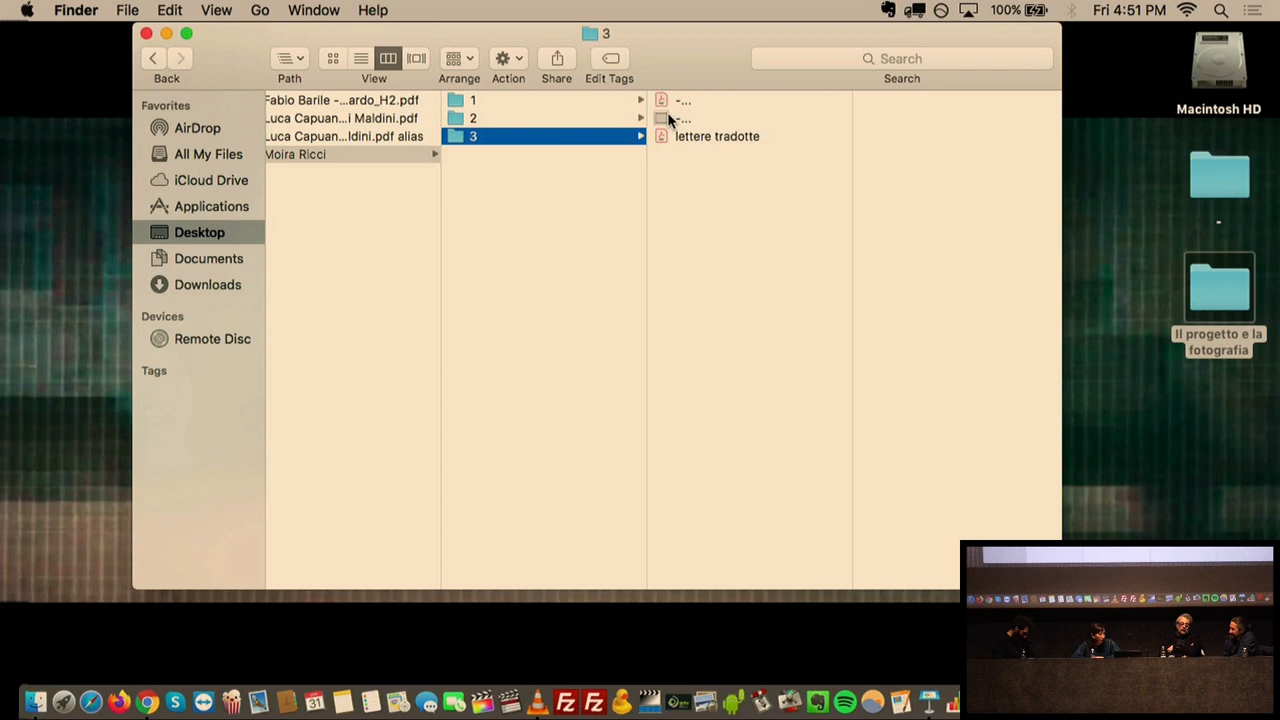 Finder File Edit View Go Window Help 100% Fri 4:51 PM
3
Back Path View Arrange Action Share Edit Tags Search
Search
Macintosh HD
Favorites
AirDrop
All My Files
iCloud Drive
Applications
Desktop
Documents
Downloads
Devices
Remote Disc
Tags
Fabio Barile -...ardo_H2.pdf
Luca Capuan...i Maldini.pdf
Luca Capuan...ldini.pdf alias
Moira Ricci
1
2
3
-...
-...
lettere tradotte
-
Il progetto e la
fotografia
31